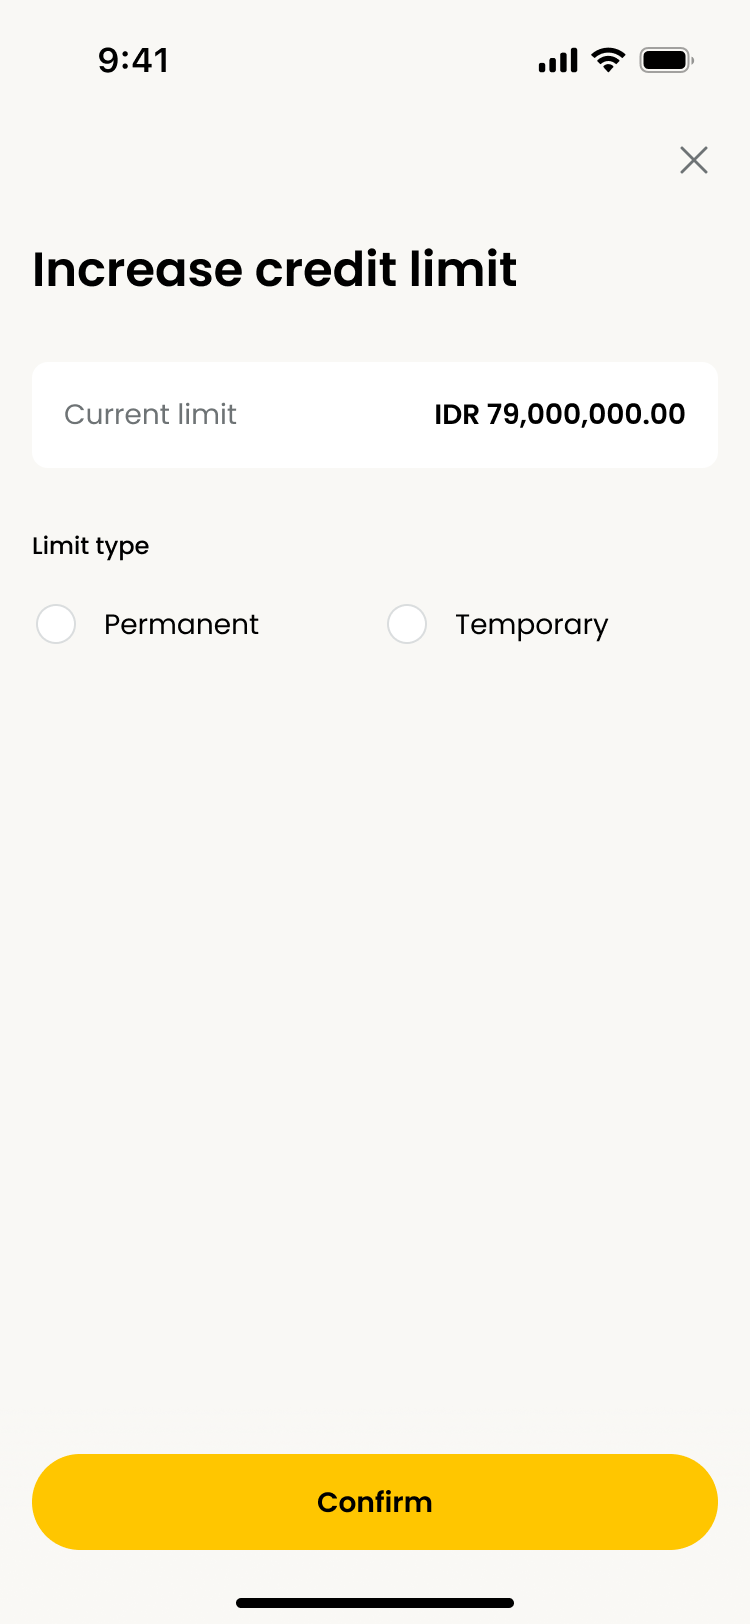 9:41
Increase credit limit
Current limit IDR 79,000,000.00
Limit type
Permanent Temporary
Confirm